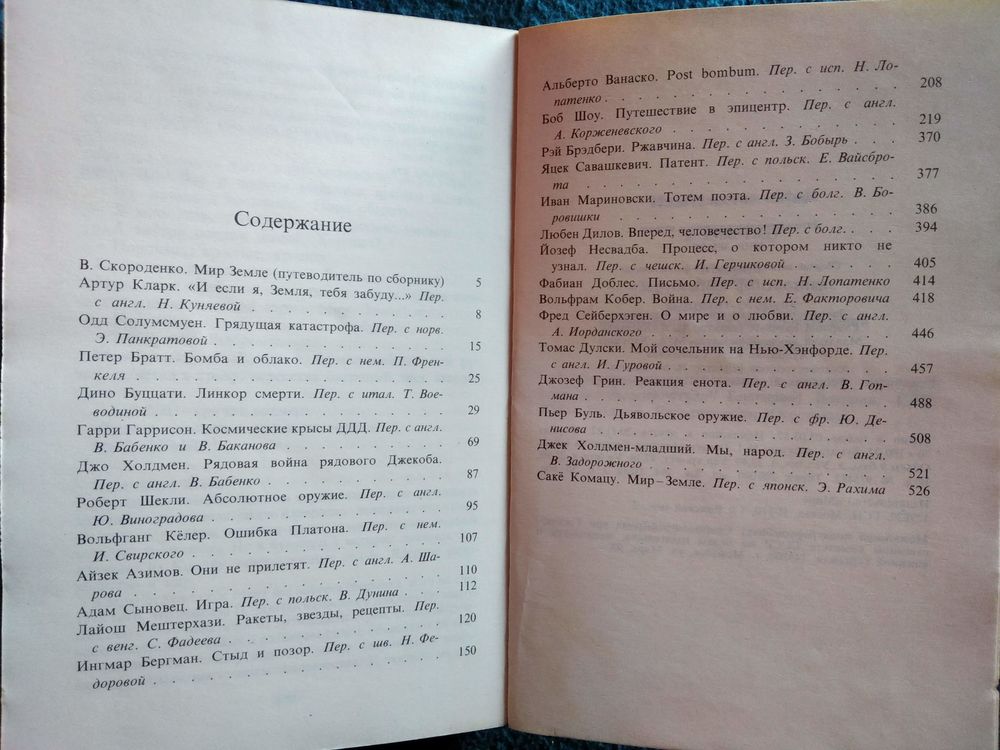 Содержание
В. Скороденко. Мир Земле (путеводитель по сборнику) 5
Артур Кларк. «И если я, Земля, тебя забуду...» Пер.
с англ. Н. Куняевой . . . . . . . . . . 8
Одд Солумсмуен. Грядущая катастрофа. Пер. с норв.
Э. Панкратовой . . . . . . . . . . . 15
Петер Братт. Бомба и облако. Пер. с нем. П. Френ-
келя . . . . . . . . . . . . . . . 25
Дино Буццати. Линкор смерти. Пер. с итал. Т. Вое-
водиной . . . . . . . . . . . . . . 29
Гарри Гаррисон. Космические крысы ДДД. Пер. с англ.
В. Бабенко и В. Баканова . . . . . . . . 69
Джо Холдмен. Рядовая война рядового Джекоба.
Пер. с англ. В. Бабенко . . . . . . . . . 87
Роберт Шекли. Абсолютное оружие. Пер. с англ.
Ю. Виноградова . . . . . . . . . . . 95
Вольфганг Кёлер. Ошибка Платона. Пер. с нем.
И. Свирского . . . . . . . . . . . . 107
Айзек Азимов. Они не прилетят. Пер. с англ. А. Ша-
рова . . . . . . . . . . . . . . . 110
Адам Сыновец. Игра. Пер. с польск. В. Дунина . . . . 112
Лайош Мештерхази. Ракеты, звезды, рецепты. Пер.
с венг. С. Фадеева . . . . . . . . . . 120
Ингмар Бергман. Стыд и позор. Пер. с шв. Н. Фе-
доровой . . . . . . . . . . . . . . 150
Альберто Ванаско. Post bombum. Пер. с исп. Н. Ло-
патенко . . . . . . . . . . . . . . 208
Боб Шоу. Путешествие в эпицентр. Пер. с англ.
А. Корженевского . . . . . . . . . . . 219
Рэй Брэдбери. Ржавчина. Пер. с англ. З. Бобырь . . . 370
Яцек Савашкевич. Патент. Пер. с польск. Е. Вайсбро-
та . . . . . . . . . . . . . . . . 377
Иван Мариновски. Тотем поэта. Пер. с болг. В. Бо-
ровишки . . . . . . . . . . . . . . 386
Любен Дилов. Вперед, человечество! Пер. с болг. . . . 394
Йозеф Несвадба. Процесс, о котором никто не
узнал. Пер. с чешск. И. Герчиковой . . . . . 405
Фабиан Доблес. Письмо. Пер. с исп. Н. Лопатенко 414
Вольфрам Кобер. Война. Пер. с нем. Е. Факторовича 418
Фред Сейберхэген. О мире и о любви. Пер. с англ.
А. Иорданского . . . . . . . . . . . 446
Томас Дулски. Мой сочельник на Нью-Хэнфорде. Пер.
с англ. И. Гуровой . . . . . . . . . . 457
Джозеф Грин. Реакция енота. Пер. с англ. В. Гоп-
мана . . . . . . . . . . . . . . . 488
Пьер Буль. Дьявольское оружие. Пер. с фр. Ю. Де-
нисова . . . . . . . . . . . . . . 508
Джек Холдмен-младший. Мы, народ. Пер. с англ.
В. Задорожного . . . . . . . . . . . 521
Сакё Комацу. Мир – Земле. Пер. с японск. Э. Рахима 526